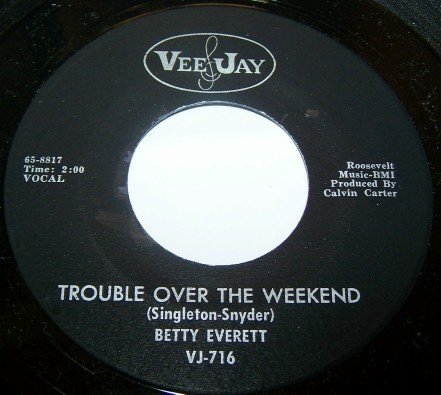 VEE JAY
65-8817
Time: 2:00
VOCAL
Roosevelt
Music-BMI
Produced By
Calvin Carter
TROUBLE OVER THE WEEKEND
(Singleton-Snyder)
BETTY EVERETT
VJ-716